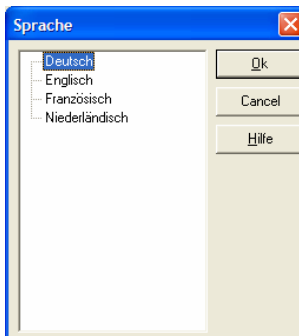 Sprache
Deutsch
Englisch
Französisch
Niederländisch
Ok
Cancel
Hilfe